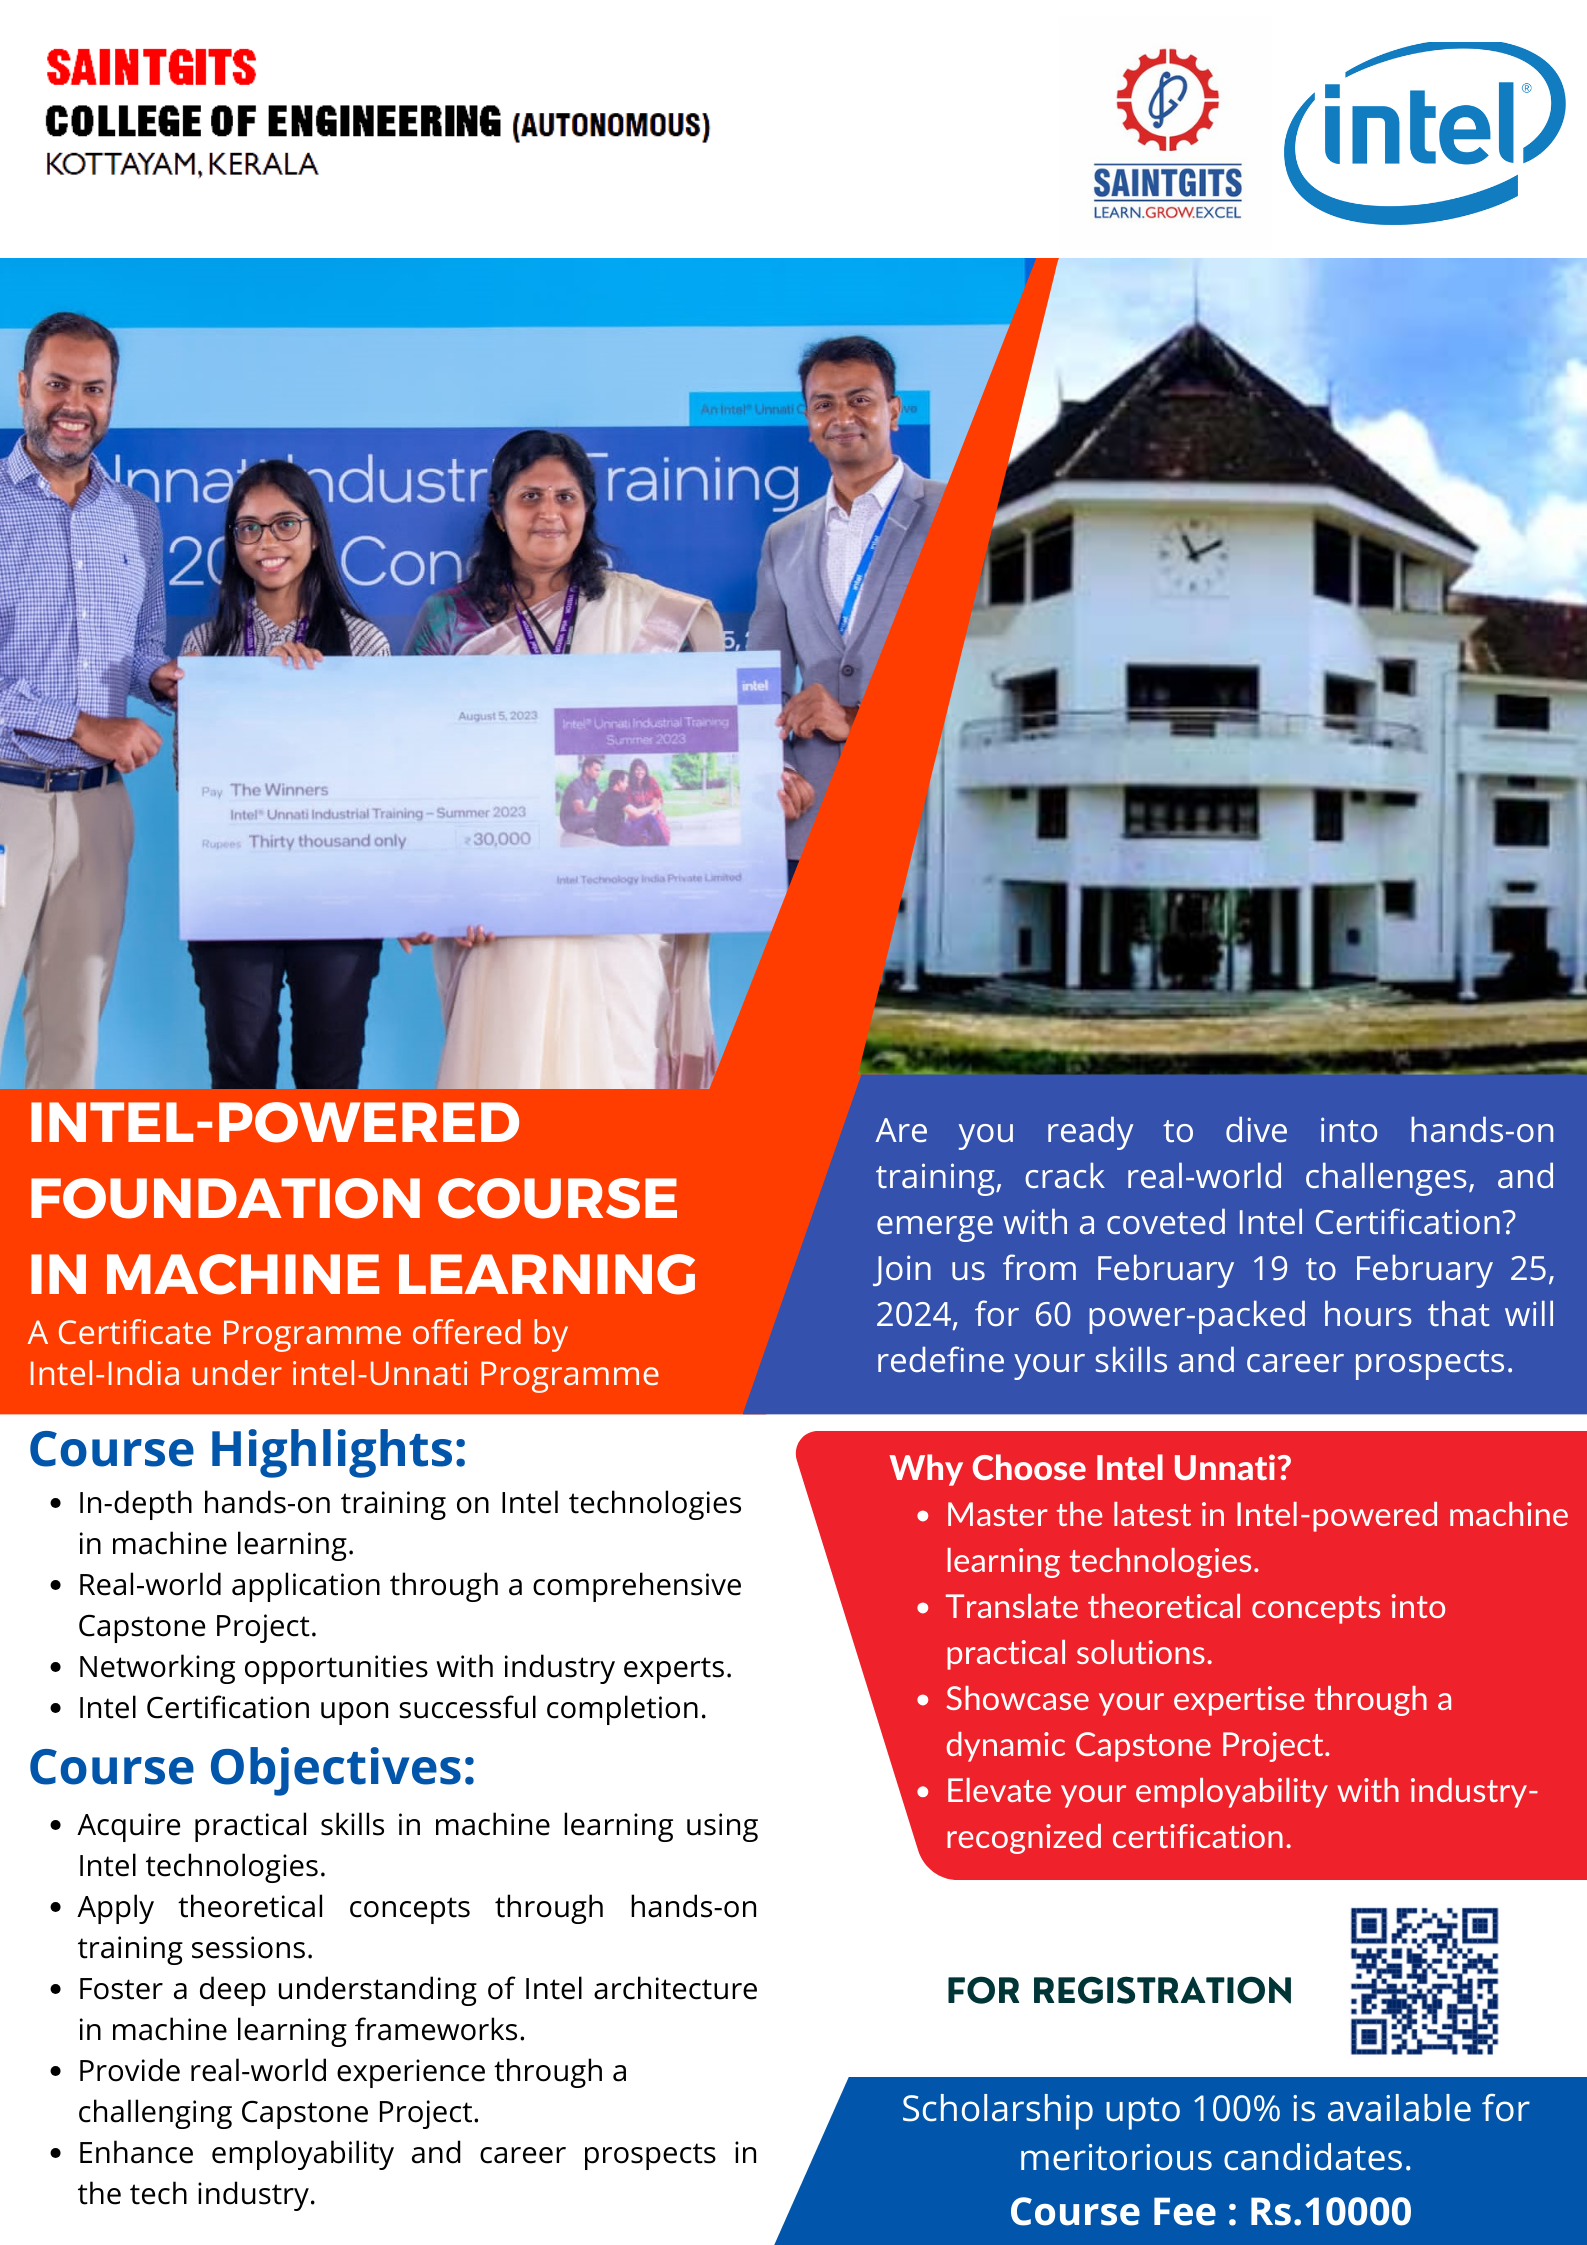 SAINTGITS
COLLEGE OF ENGINEERING (AUTONOMOUS)
KOTTAYAM, KERALA
SAINTGITS
LEARN.GROW.EXCEL
intel®
An Intel® Unnati
Industrial Training
5,
intel
August 5, 2023
Intel® Unnati Industrial Training
Summer 2023
Pay The Winners
Intel® Unnati Industrial Training – Summer 2023
Rupees Thirty thousand only ₹30,000
Intel Technology India Private Limited
INTEL-POWERED
FOUNDATION COURSE
IN MACHINE LEARNING
A Certificate Programme offered by
Intel-India under intel-Unnati Programme
Are you ready to dive into hands-on
training, crack real-world challenges, and
emerge with a coveted Intel Certification?
Join us from February 19 to February 25,
2024, for 60 power-packed hours that will
redefine your skills and career prospects.
Course Highlights:
• In-depth hands-on training on Intel technologies
in machine learning.
• Real-world application through a comprehensive
Capstone Project.
• Networking opportunities with industry experts.
• Intel Certification upon successful completion.
Course Objectives:
• Acquire practical skills in machine learning using
Intel technologies.
• Apply theoretical concepts through hands-on
training sessions.
• Foster a deep understanding of Intel architecture
in machine learning frameworks.
• Provide real-world experience through a
challenging Capstone Project.
• Enhance employability and career prospects in
the tech industry.
Why Choose Intel Unnati?
• Master the latest in Intel-powered machine
learning technologies.
• Translate theoretical concepts into
practical solutions.
• Showcase your expertise through a
dynamic Capstone Project.
• Elevate your employability with industry-
recognized certification.
FOR REGISTRATION
Scholarship upto 100% is available for
meritorious candidates.
Course Fee : Rs.10000